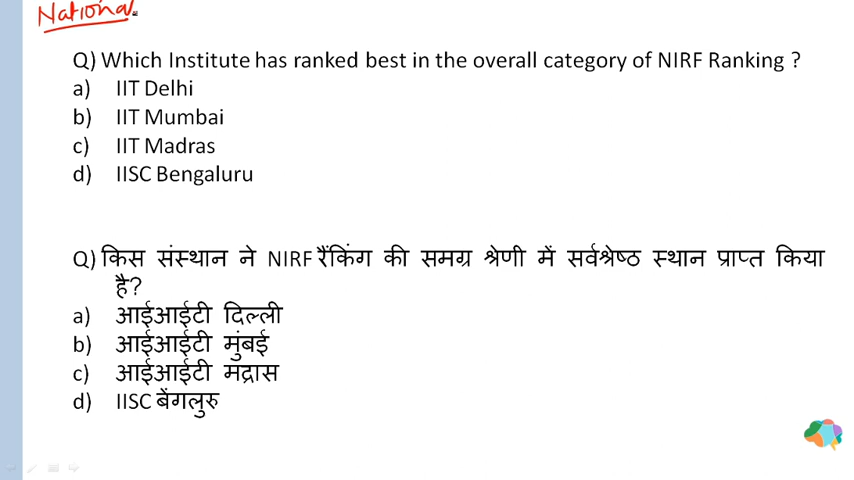 National
Q) Which Institute has ranked best in the overall category of NIRF Ranking ?
a) IIT Delhi
b) IIT Mumbai
c) IIT Madras
d) IISC Bengaluru
Q) किस संस्थान ने NIRF रैंकिंग की समग्र श्रेणी में सर्वश्रेष्ठ स्थान प्राप्त किया
है?
a) आईआईटी दिल्ली
b) आईआईटी मुंबई
c) आईआईटी मद्रास
d) IISC बेंगलुरु